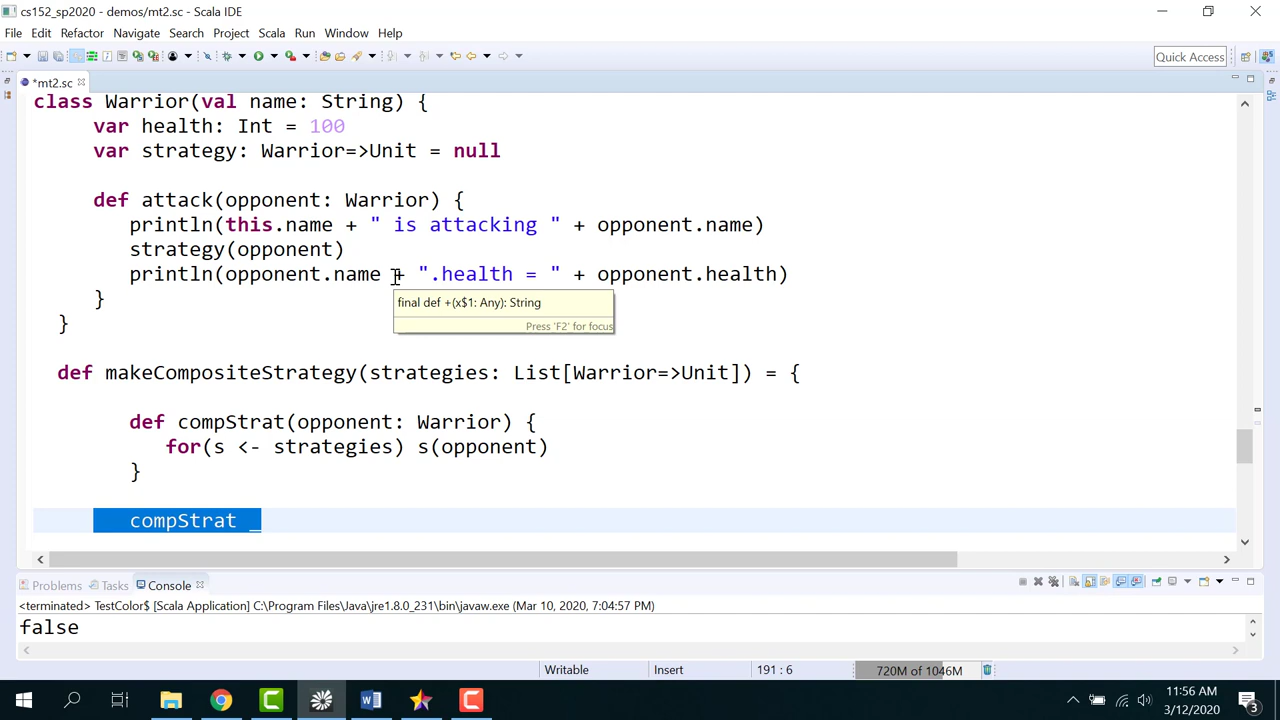 cs152_sp2020 - demos/mt2.sc - Scala IDE
File Edit Refactor Navigate Search Project Scala Run Window Help
Quick Access
*mt2.sc
class Warrior(val name: String) {
var health: Int = 100
var strategy: Warrior=>Unit = null
def attack(opponent: Warrior) {
println(this.name + " is attacking " + opponent.name)
strategy(opponent)
println(opponent.name + ".health = " + opponent.health)
}
final def +(x$1: Any): String
Press 'F2' for focus
}
def makeCompositeStrategy(strategies: List[Warrior=>Unit]) = {
def compStrat(opponent: Warrior) {
for(s <- strategies) s(opponent)
}
compStrat _
Problems Tasks Console
<terminated> TestColor$ [Scala Application] C:\Program Files\Java\jre1.8.0_231\bin\javaw.exe (Mar 10, 2020, 7:04:57 PM)
false
Writable Insert 191 : 6 720M of 1046M
11:56 AM
3/12/2020
3